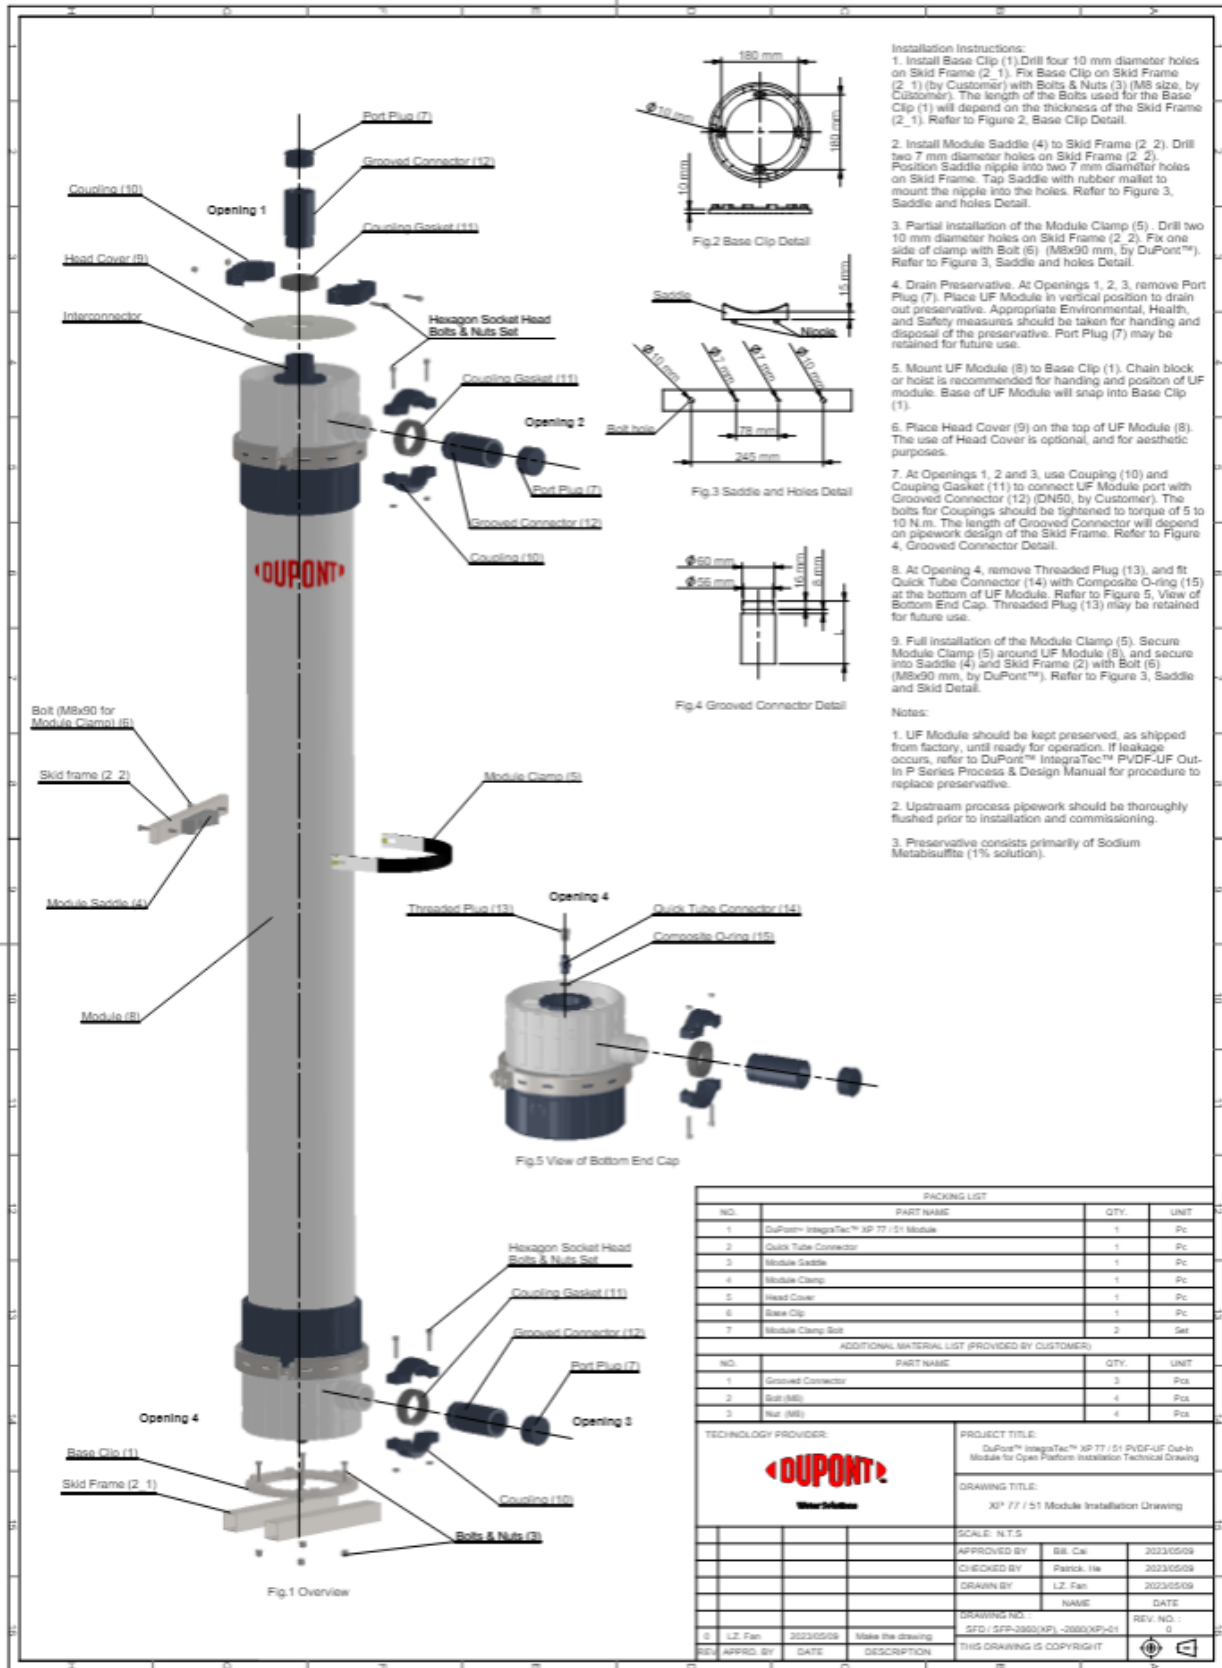 Installation Instructions:
1. Install Base Clip (1).Drill four 10 mm diameter holes
on Skid Frame (2_1). Fix Base Clip on Skid Frame
(2_1) (by Customer) with Bolts & Nuts (3) (M8 size, by
Customer). The length of the Bolts used for the Base
Clip (1) will depend on the thickness of the Skid Frame
(2_1). Refer to Figure 2, Base Clip Detail.
2. Install Module Saddle (4) to Skid Frame (2_2). Drill
two 7 mm diameter holes on Skid Frame (2_2).
Position Saddle nipple into two 7 mm diameter holes
on Skid Frame. Tap Saddle with rubber mallet to
mount the nipple into the holes. Refer to Figure 3,
Saddle and holes Detail.
3. Partial installation of the Module Clamp (5) . Drill two
10 mm diameter holes on Skid Frame (2_2). Fix one
side of clamp with Bolt (6) (M8x90 mm, by DuPont™).
Refer to Figure 3, Saddle and holes Detail.
4. Drain Preservative. At Openings 1, 2, 3, remove Port
Plug (7). Place UF Module in vertical position to drain
out preservative. Appropriate Environmental, Health,
and Safety measures should be taken for handing and
disposal of the preservative. Port Plug (7) may be
retained for future use.
5. Mount UF Module (8) to Base Clip (1). Chain block
or hoist is recommended for handing and positon of UF
module. Base of UF Module will snap into Base Clip
(1).
6. Place Head Cover (9) on the top of UF Module (8).
The use of Head Cover is optional, and for aesthetic
purposes.
7. At Openings 1, 2 and 3, use Couping (10) and
Couping Gasket (11) to connect UF Module port with
Grooved Connector (12) (DN50, by Customer). The
bolts for Coupings should be tightened to torque of 5 to
10 N.m. The length of Grooved Connector will depend
on pipework design of the Skid Frame. Refer to Figure
4, Grooved Connector Detail.
8. At Opening 4, remove Threaded Plug (13), and fit
Quick Tube Connector (14) with Composite O-ring (15)
at the bottom of UF Module. Refer to Figure 5, View of
Bottom End Cap. Threaded Plug (13) may be retained
for future use.
9. Full installation of the Module Clamp (5). Secure
Module Clamp (5) around UF Module (8), and secure
into Saddle (4) and Skid Frame (2) with Bolt (6)
(M8x90 mm, by DuPont™). Refer to Figure 3, Saddle
and Skid Detail.
Notes:
1. UF Module should be kept preserved, as shipped
from factory, until ready for operation. If leakage
occurs, refer to DuPont™ IntegraTec™ PVDF-UF Out-
In P Series Process & Design Manual for procedure to
replace preservative.
2. Upstream process pipework should be thoroughly
flushed prior to installation and commissioning.
3. Preservative consists primarily of Sodium
Metabisulfite (1% solution).
Port Plug (7)
Grooved Connector (12)
Coupling (10)
Opening 1
Coupling Gasket (11)
Head Cover (9)
Interconnector
Hexagon Socket Head
Bolts & Nuts Set
Coupling Gasket (11)
Opening 2
Port Plug (7)
Grooved Connector (12)
Coupling (10)
DUPONT
Bolt (M8x90 for
Module Clamp) (6)
Skid frame (2_2)
Module Clamp (5)
Module Saddle (4)
Module (8)
Hexagon Socket Head
Bolts & Nuts Set
Coupling Gasket (11)
Grooved Connector (12)
Port Plug (7)
Opening 4
Opening 3
Base Clip (1)
Skid Frame (2_1)
Coupling (10)
Bolts & Nuts (3)
Fig.1 Overview
180 mm
Ø10 mm
180 mm
10 mm
Fig.2 Base Clip Detail
Saddle
15 mm
Nipple
Ø10 mm
Ø7 mm
Ø7 mm
Ø10 mm
Bolt hole
78 mm
245 mm
Fig.3 Saddle and Holes Detail
Ø60 mm
Ø56 mm
16 mm
8 mm
L
Fig.4 Grooved Connector Detail
Opening 4
Threaded Plug (13)
Quick Tube Connector (14)
Composite O-ring (15)
Fig.5 View of Bottom End Cap
PACKING LIST
NO. PART NAME QTY. UNIT
1 DuPont™ IntegraTec™ XP 77 / 51 Module 1 Pc
2 Quick Tube Connector 1 Pc
3 Module Saddle 1 Pc
4 Module Clamp 1 Pc
5 Head Cover 1 Pc
6 Base Clip 1 Pc
7 Module Clamp Bolt 2 Set
ADDITIONAL MATERIAL LIST (PROVIDED BY CUSTOMER)
NO. PART NAME QTY. UNIT
1 Grooved Connector 3 Pcs
2 Bolt (M8) 4 Pcs
3 Nut (M8) 4 Pcs
TECHNOLOGY PROVIDER:
DUPONT
Water Solutions
PROJECT TITLE:
DuPont™ IntegraTec™ XP 77 / 51 PVDF-UF Out-In
Module for Open Platform Installation Technical Drawing
DRAWING TITLE:
XP 77 / 51 Module Installation Drawing
SCALE: N.T.S
APPROVED BY Bill. Cai 2023/05/09
CHECKED BY Patrick. He 2023/05/09
DRAWN BY LZ. Fan 2023/05/09
NAME DATE
DRAWING NO. :
SFD / SFP-2860(XP), -2880(XP)-01
REV. NO. :
0
0 LZ. Fan 2023/05/09 Make the drawing
REV APPRD. BY DATE DESCRIPTION
THIS DRAWING IS COPYRIGHT